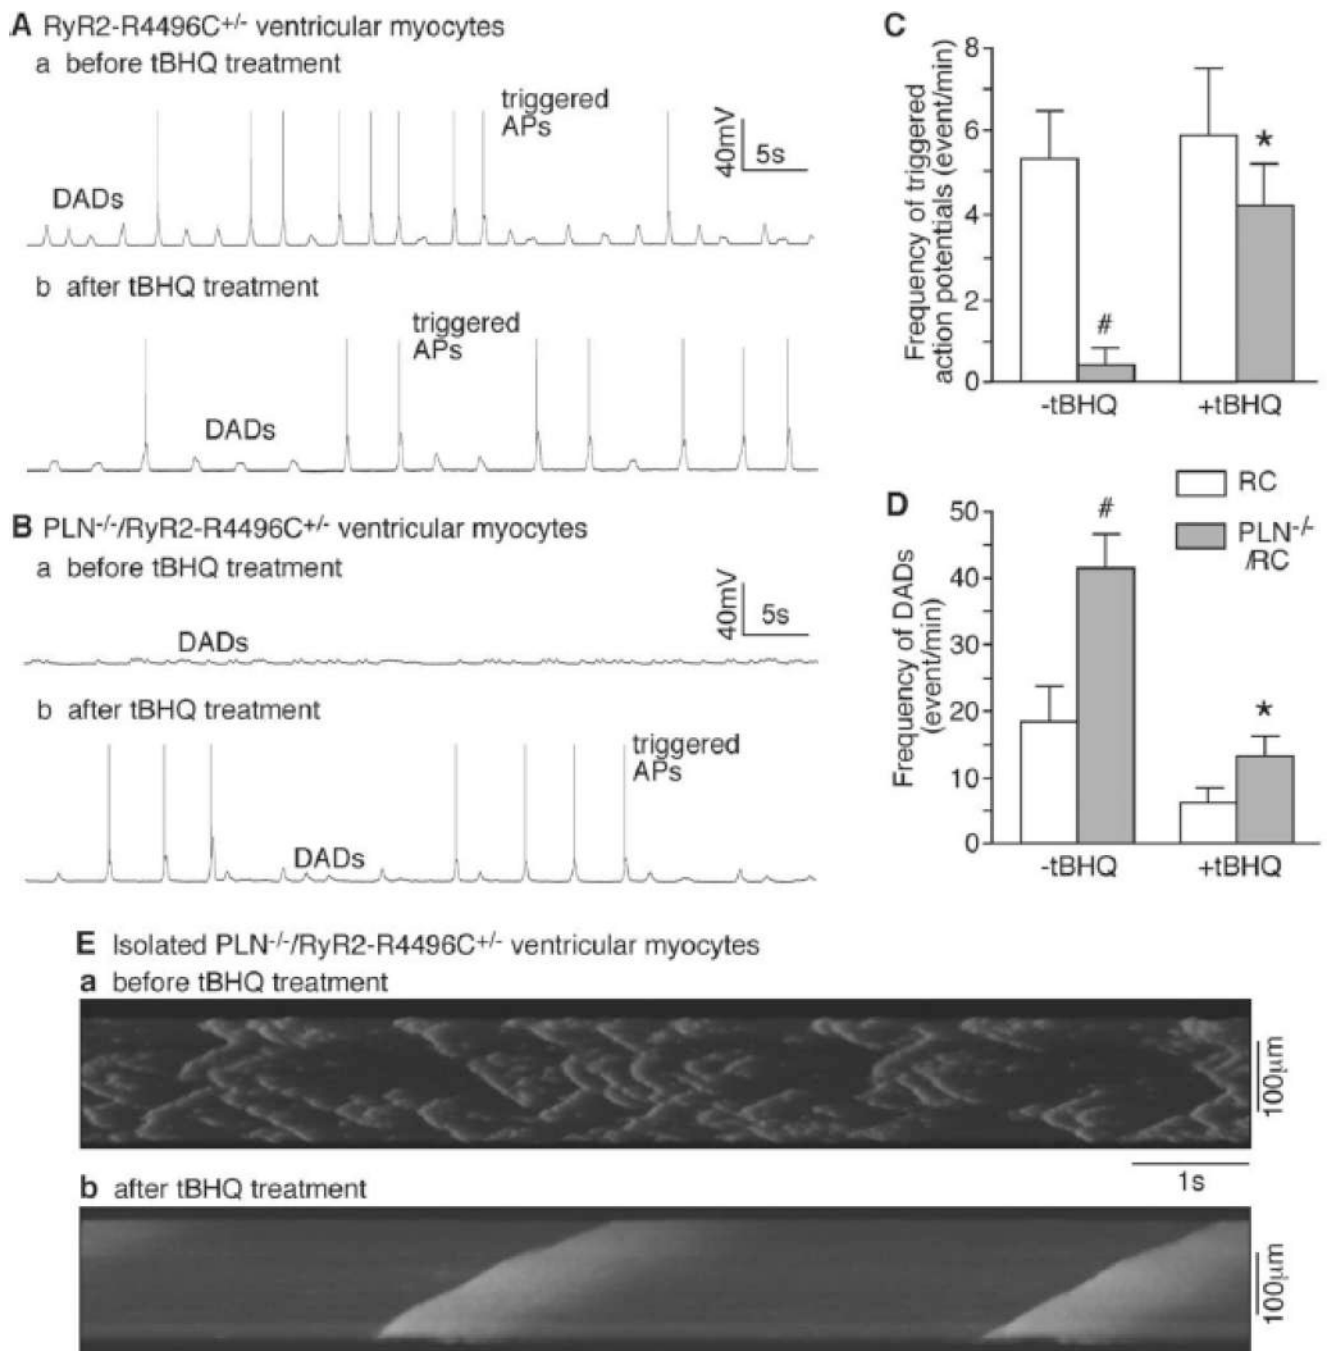 A RyR2-R4496C+/- ventricular myocytes
a before tBHQ treatment
triggered
APs
40mV
5s
DADs
b after tBHQ treatment
triggered
APs
DADs
B PLN-/-/RyR2-R4496C+/- ventricular myocytes
a before tBHQ treatment
40mV
5s
DADs
b after tBHQ treatment
triggered
APs
DADs
C
Frequency of triggered
action potentials (event/min)
8
6
4
2
0
#
*
-tBHQ
+tBHQ
RC
PLN-/-
/RC
D
Frequency of DADs
(event/min)
50
40
30
20
10
0
#
*
-tBHQ
+tBHQ
E Isolated PLN-/-/RyR2-R4496C+/- ventricular myocytes
a before tBHQ treatment
100µm
1s
b after tBHQ treatment
100µm